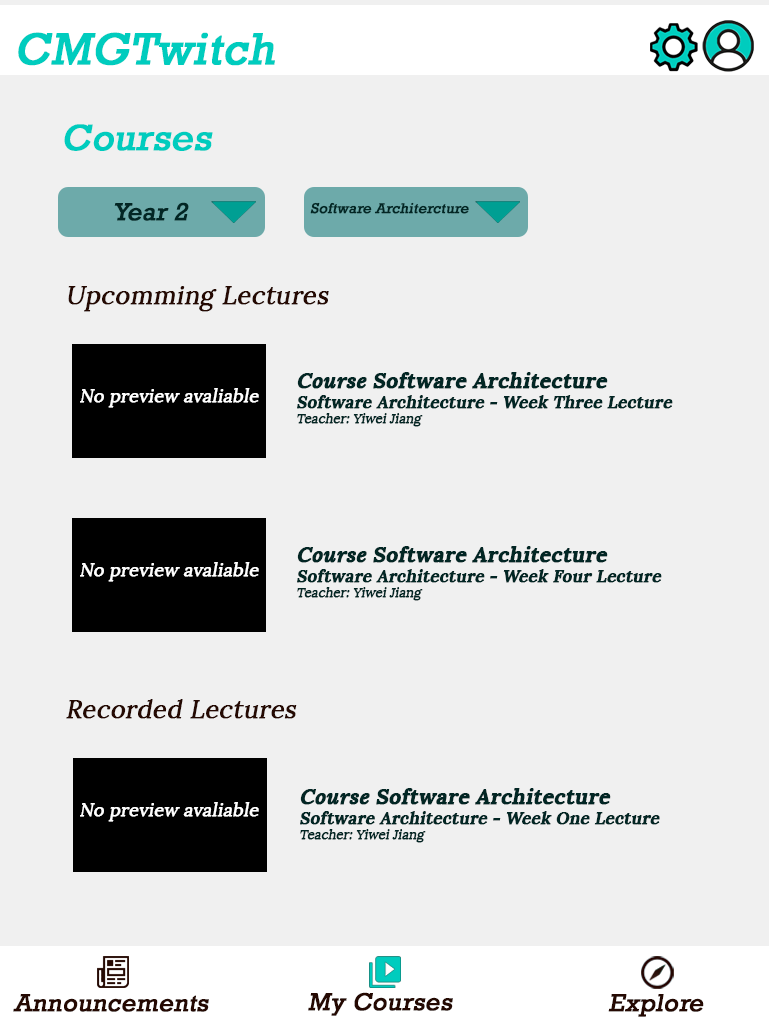 CMGTwitch
Courses
Year 2
Software Architercture
Upcomming Lectures
No preview avaliable
Course Software Architecture
Software Architecture - Week Three Lecture
Teacher: Yiwei Jiang
No preview avaliable
Course Software Architecture
Software Architecture - Week Four Lecture
Teacher: Yiwei Jiang
Recorded Lectures
No preview avaliable
Course Software Architecture
Software Architecture - Week One Lecture
Teacher: Yiwei Jiang
Announcements
My Courses
Explore